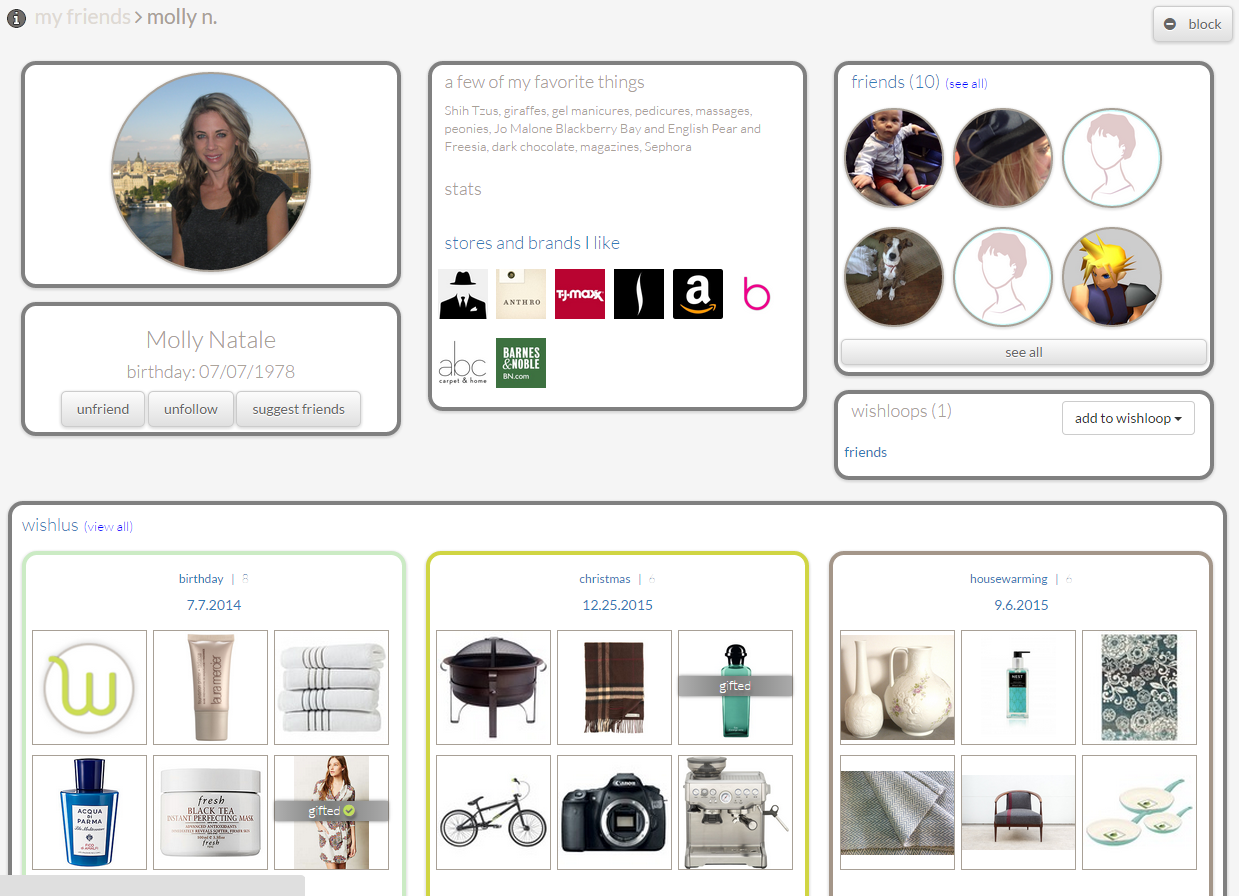 my friends > molly n.
block
Molly Natale
birthday: 07/07/1978
unfriend unfollow suggest friends
a few of my favorite things
Shih Tzus, giraffes, gel manicures, pedicures, massages,
peonies, Jo Malone Blackberry Bay and English Pear and
Freesia, dark chocolate, magazines, Sephora
stats
stores and brands I like
ANTHRO
T.J.maxx
a
b
abc
carpet & home
BARNES
&NOBLE
BN.com
friends (10) (see all)
see all
wishloops (1)
add to wishloop
friends
wishlus (view all)
birthday |
7.7.2014
w
laura mercier
ACQUA
DI
PARMA
fresh
BLACK TEA
INSTANT PERFECTING MASK
fresh
gifted
christmas |
12.25.2015
gifted
Canon
housewarming |
9.6.2015
NEST